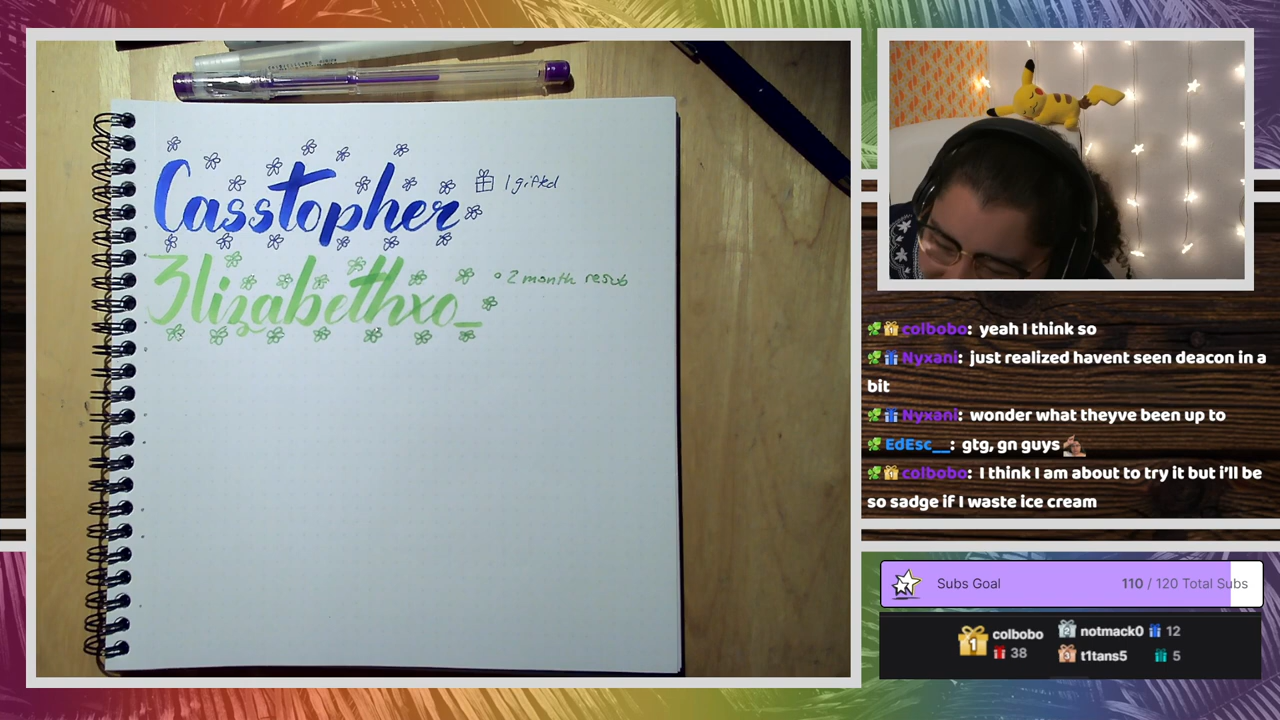 Casstopher 1 gifted
3lizabethxo_ 2 month resub
colbobo: yeah I think so
Nyxani: just realized havent seen deacon in a
bit
Nyxani: wonder what theyve been up to
EdEsc__: gtg, gn guys
colbobo: I think I am about to try it but i'll be
so sadge if I waste ice cream
Subs Goal 110 / 120 Total Subs
1 colbobo 38
2 notmack0 12
3 t1tans5 5